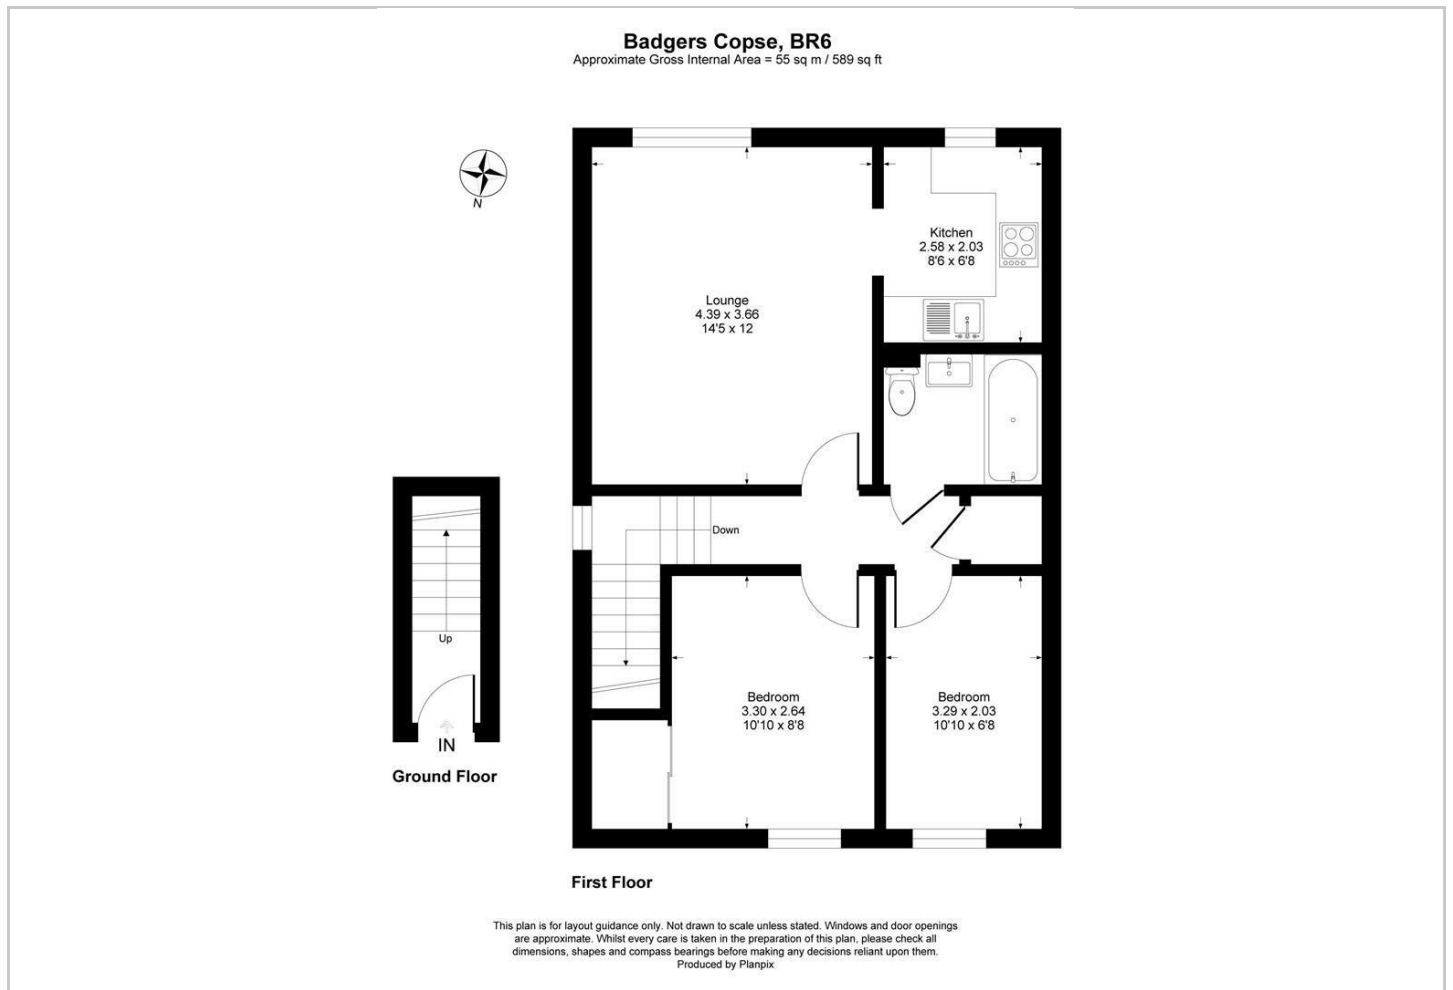 Badgers Copse, BR6
Approximate Gross Internal Area = 55 sq m / 589 sq ft
N
Kitchen
2.58 x 2.03
8'6 x 6'8
Lounge
4.39 x 3.66
14'5 x 12
Down
Up
IN
Ground Floor
Bedroom
3.30 x 2.64
10'10 x 8'8
Bedroom
3.29 x 2.03
10'10 x 6'8
First Floor
This plan is for layout guidance only. Not drawn to scale unless stated. Windows and door openings
are approximate. Whilst every care is taken in the preparation of this plan, please check all
dimensions, shapes and compass bearings before making any decisions reliant upon them.
Produced by Planpix